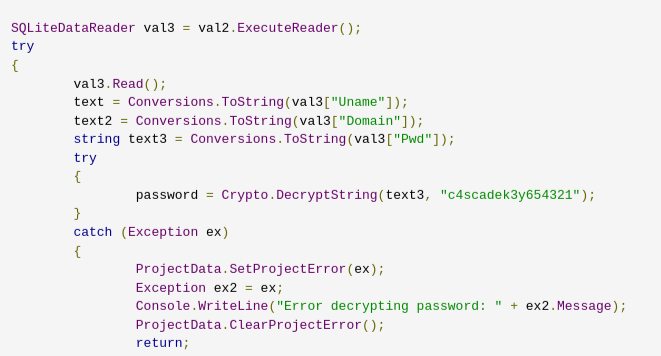 SQLiteDataReader val3 = val2.ExecuteReader();
try
{
val3.Read();
text = Conversions.ToString(val3["Uname"]);
text2 = Conversions.ToString(val3["Domain"]);
string text3 = Conversions.ToString(val3["Pwd"]);
try
{
password = Crypto.DecryptString(text3, "c4scadek3y654321");
}
catch (Exception ex)
{
ProjectData.SetProjectError(ex);
Exception ex2 = ex;
Console.WriteLine("Error decrypting password: " + ex2.Message);
ProjectData.ClearProjectError();
return;